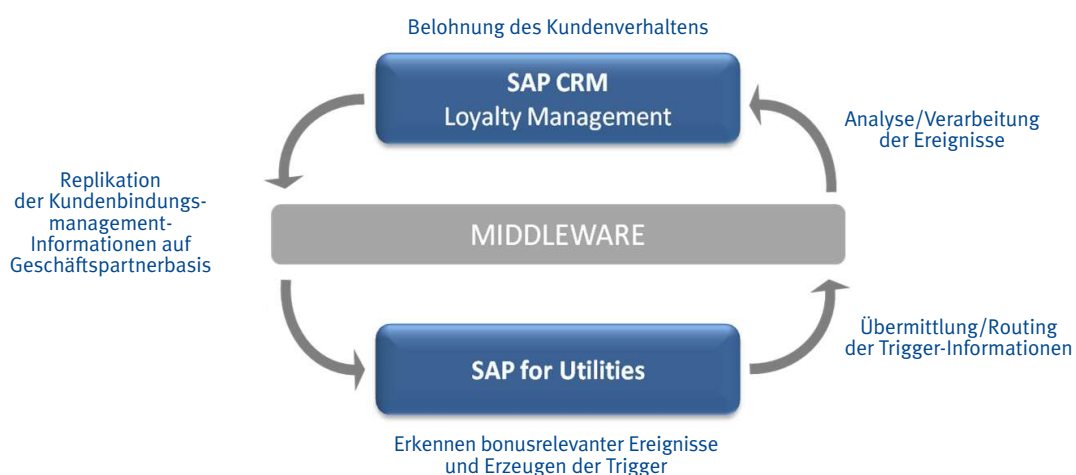 Belohnung des Kundenverhaltens
SAP CRM
Loyalty Management
Analyse/Verarbeitung
der Ereignisse
Replikation
der Kundenbindungs-
management-
Informationen auf
Geschäftspartnerbasis
MIDDLEWARE
Übermittlung/Routing
der Trigger-Informationen
SAP for Utilities
Erkennen bonusrelevanter Ereignisse
und Erzeugen der Trigger